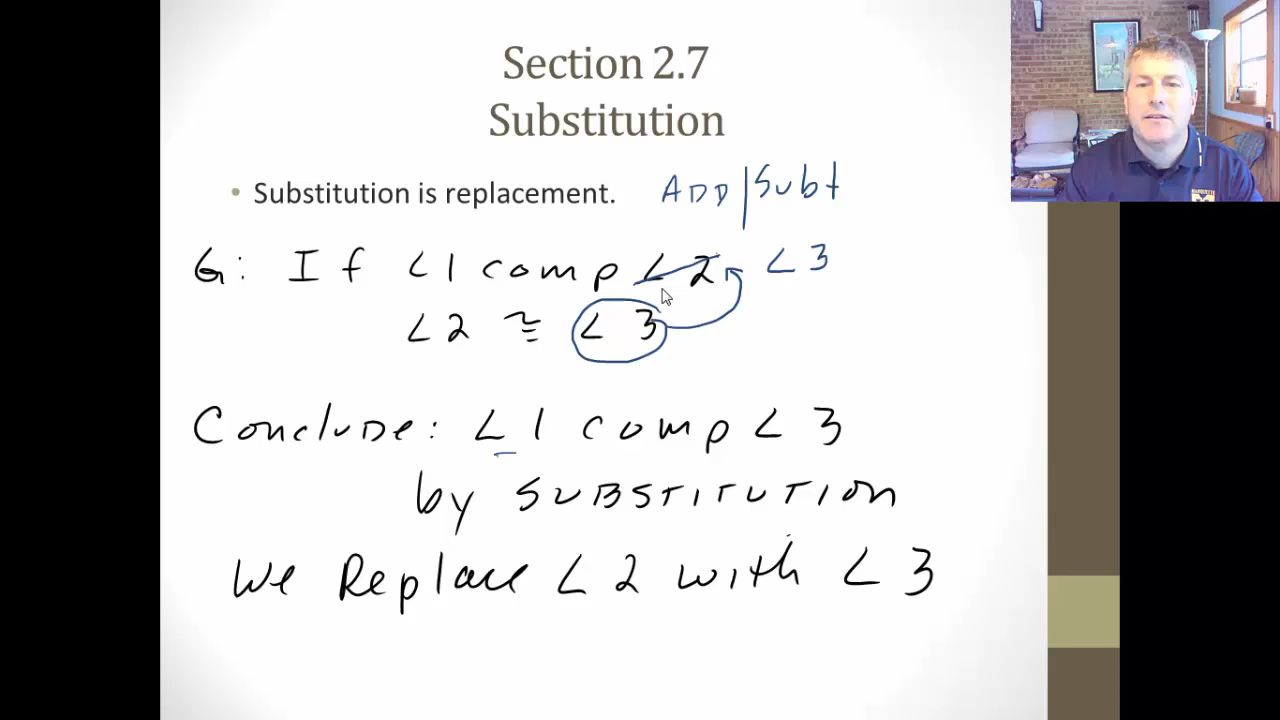 Section 2.7
Substitution
• Substitution is replacement. ADD|Subt
G: If ∠1 comp ∠2 ∠3
∠2 ≅ ∠3
Conclude: ∠1 comp ∠3
by SUBSTITUTION
We Replace ∠2 with ∠3